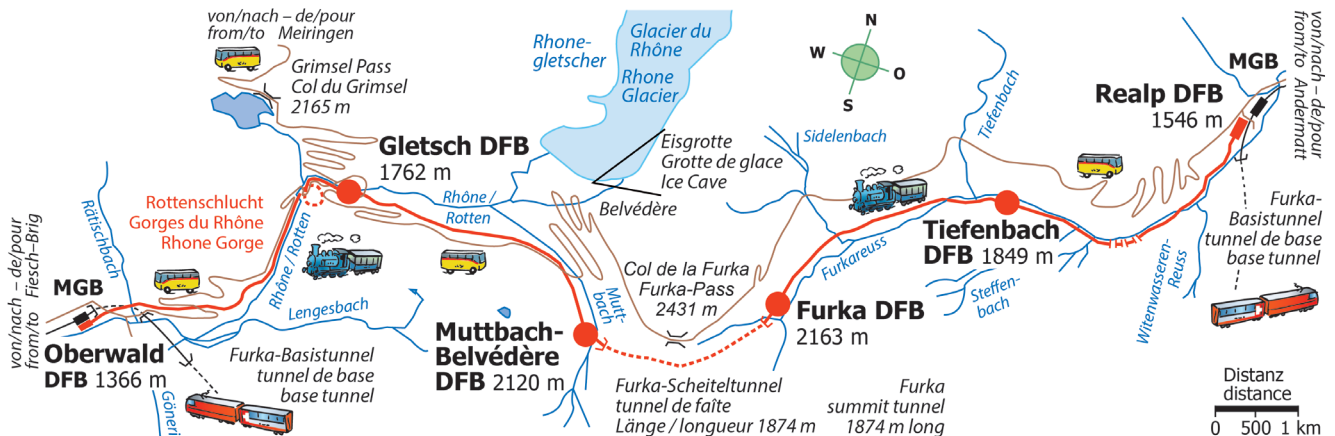 von/nach – de/pour
from/to Meiringen
Grimsel Pass
Col du Grimsel
2165 m
Gletsch DFB
1762 m
Rhone-
gletscher
Glacier du
Rhône
Rhone
Glacier
N
W
O
S
Eisgrotte
Grotte de glace
Ice Cave
Belvédère
Sidelenbach
Tiefenbach
MGB
Realp DFB
1546 m
von/nach – de/pour
from/to Andermatt
Rottenschlucht
Gorges du Rhône
Rhone Gorge
Rhône /
Rotten
Rhône / Rotten
Rätischbach
von/nach – de/pour
from/to Fiesch–Brig
MGB
Oberwald
DFB 1366 m
Lengesbach
Furka-Basistunnel
tunnel de base
base tunnel
Göneri
Muttbach-
Belvédère
DFB 2120 m
Mutt-
bach
Col de la Furka
Furka-Pass
2431 m
Furka DFB
2163 m
Furkareuss
Tiefenbach
DFB 1849 m
Steffen-
bach
Witenwasseren-
Reuss
Furka-
Basistunnel
tunnel de base
base tunnel
Furka-Scheiteltunnel
tunnel de faîte
Länge / longueur 1874 m
Furka
summit tunnel
1874 m long
Distanz
distance
0 500 1 km